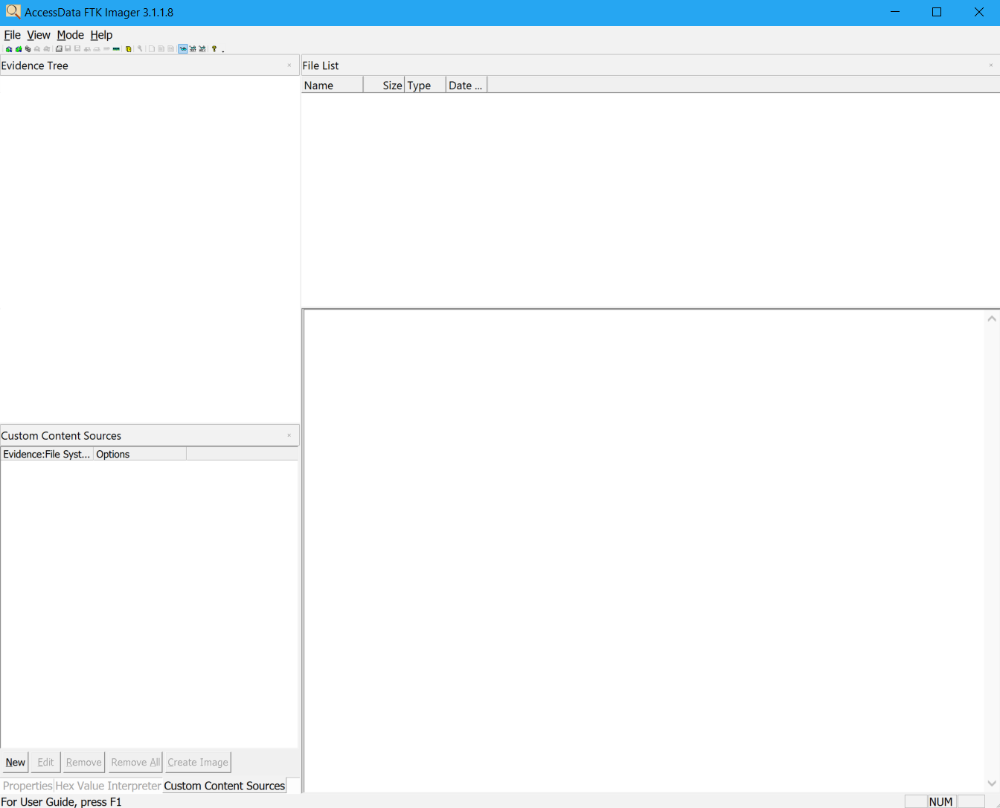 AccessData FTK Imager 3.1.1.8
File View Mode Help
Evidence Tree
File List
Name Size Type Date ...
Custom Content Sources
Evidence:File Syst... Options
New Edit Remove Remove All Create Image
Properties Hex Value Interpreter Custom Content Sources
For User Guide, press F1
NUM